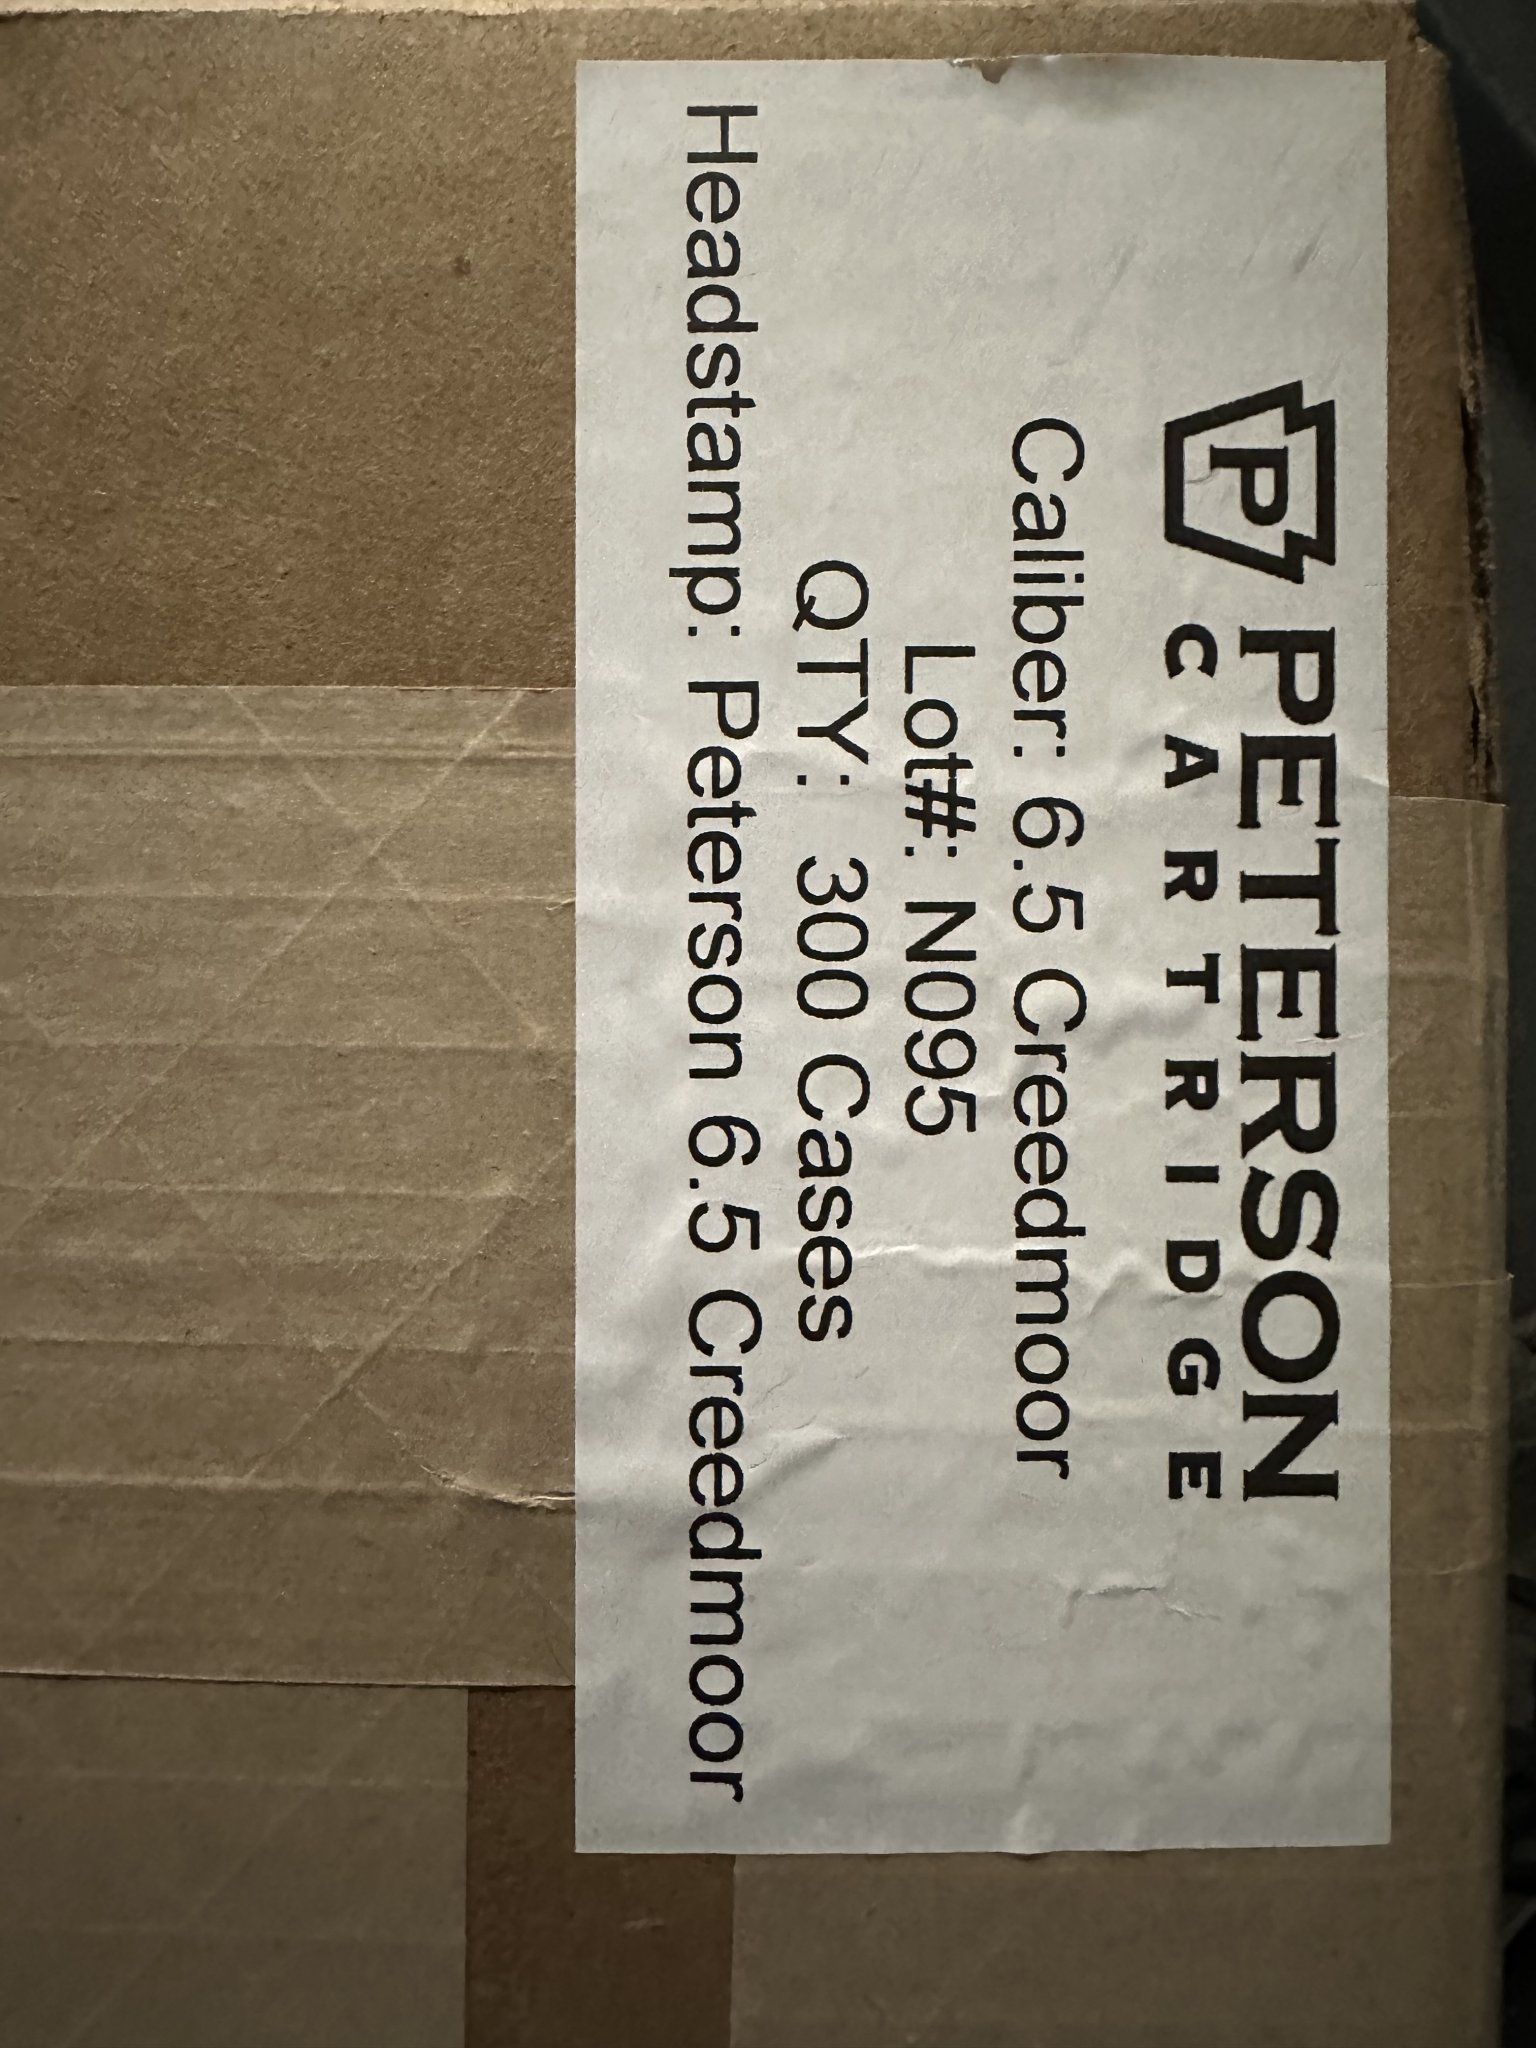 P PETERSON
CARTRIDGE
Caliber: 6.5 Creedmoor
Lot#: N095
QTY: 300 Cases
Headstamp: Peterson 6.5 Creedmoor